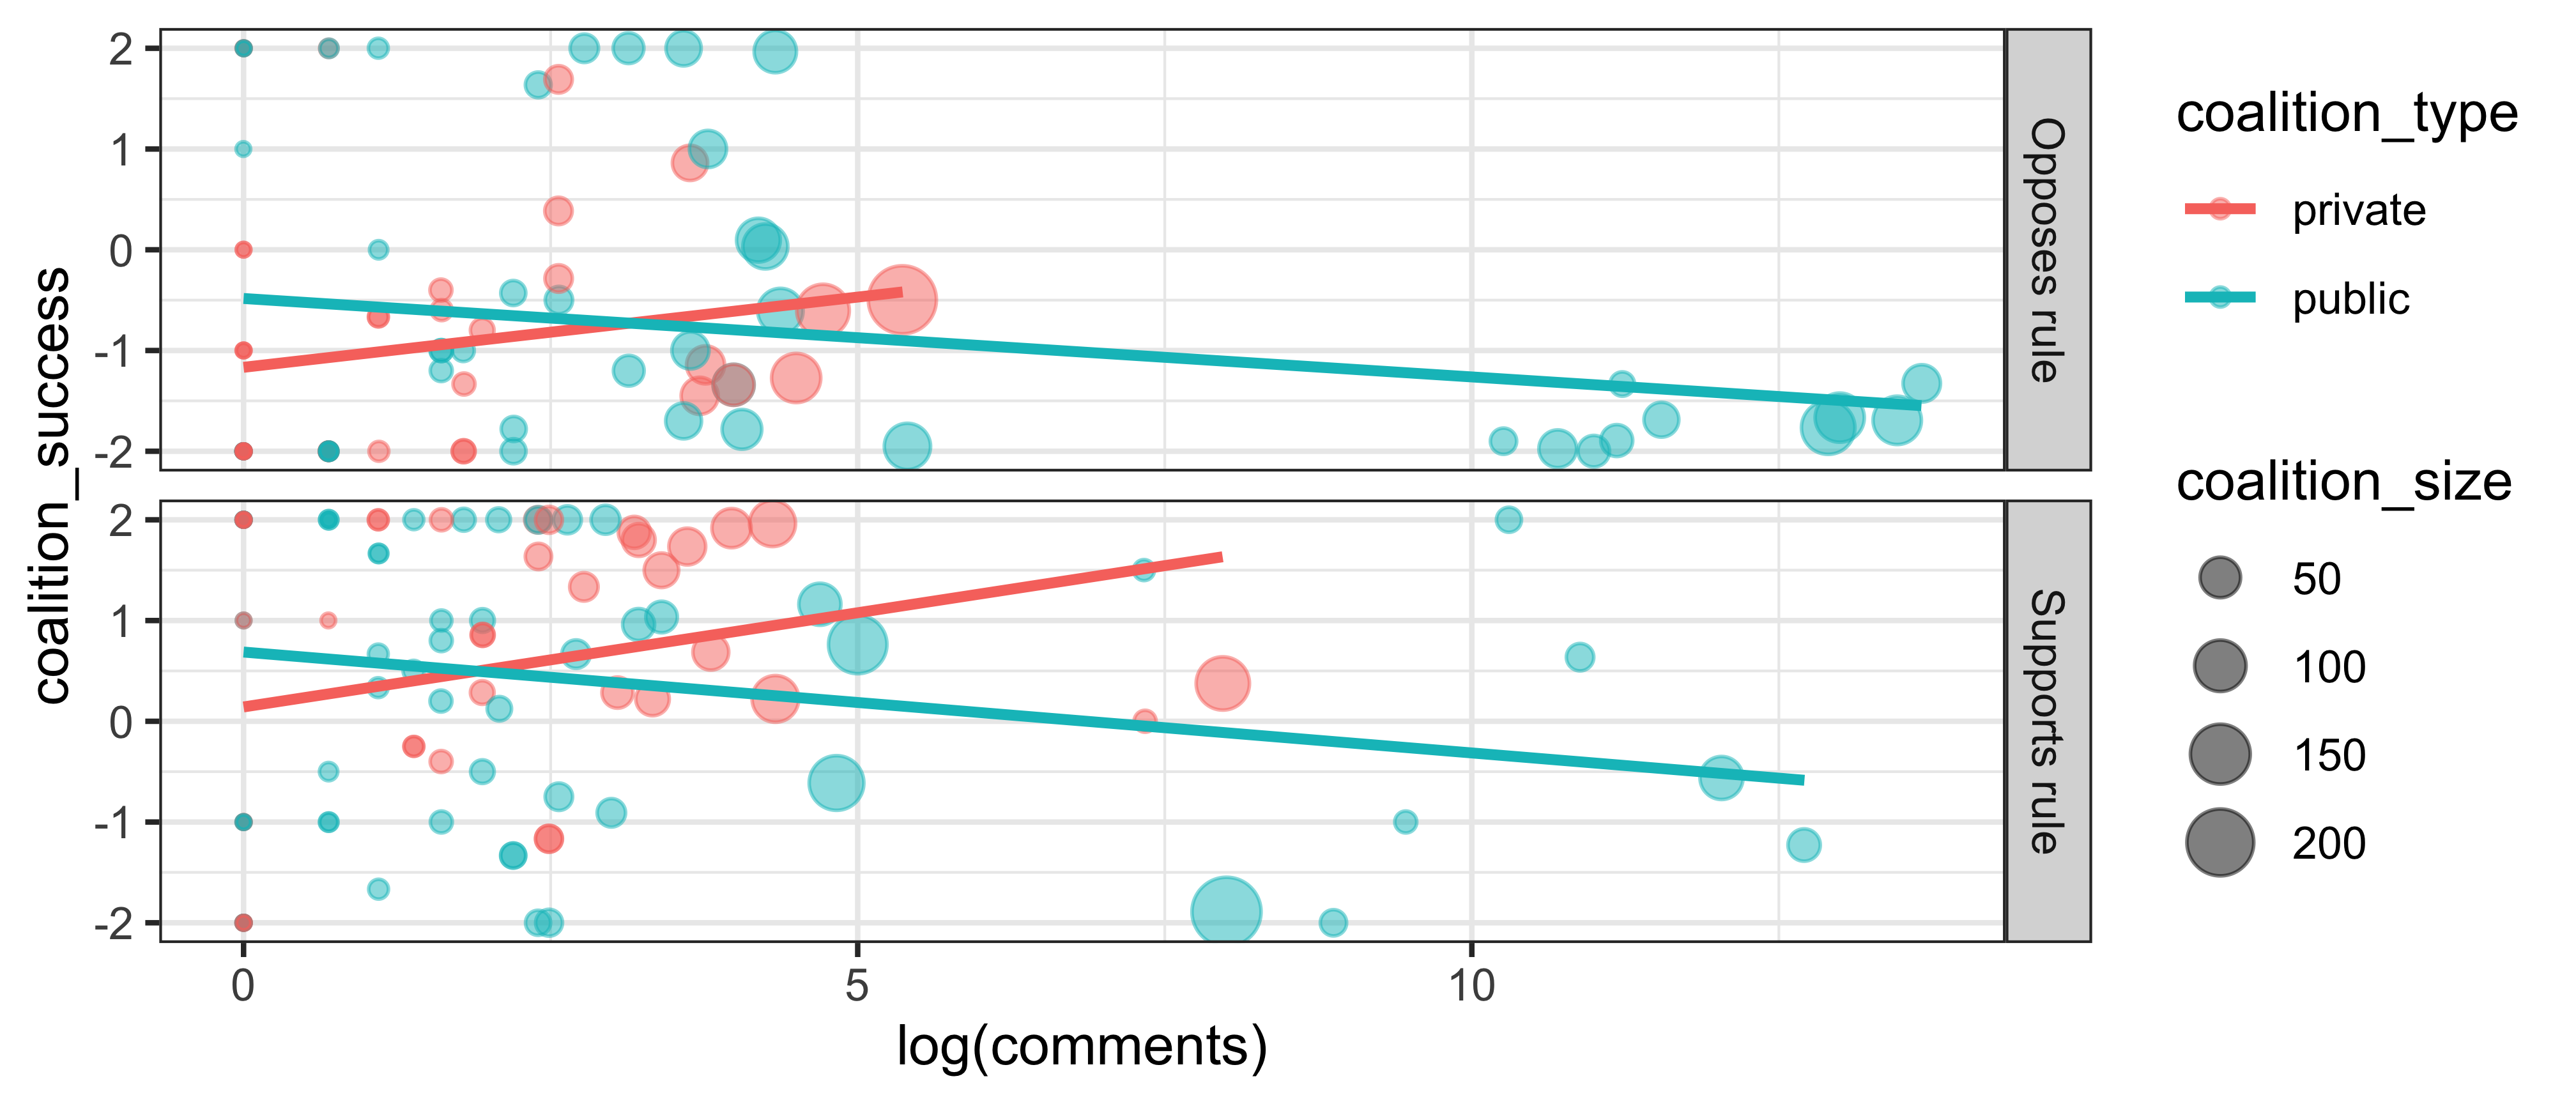 coalition_success
2
1
0
-1
-2
Opposes rule
2
1
0
-1
-2
Supports rule
0 5 10
log(comments)
coalition_type
private
public
coalition_size
50
100
150
200